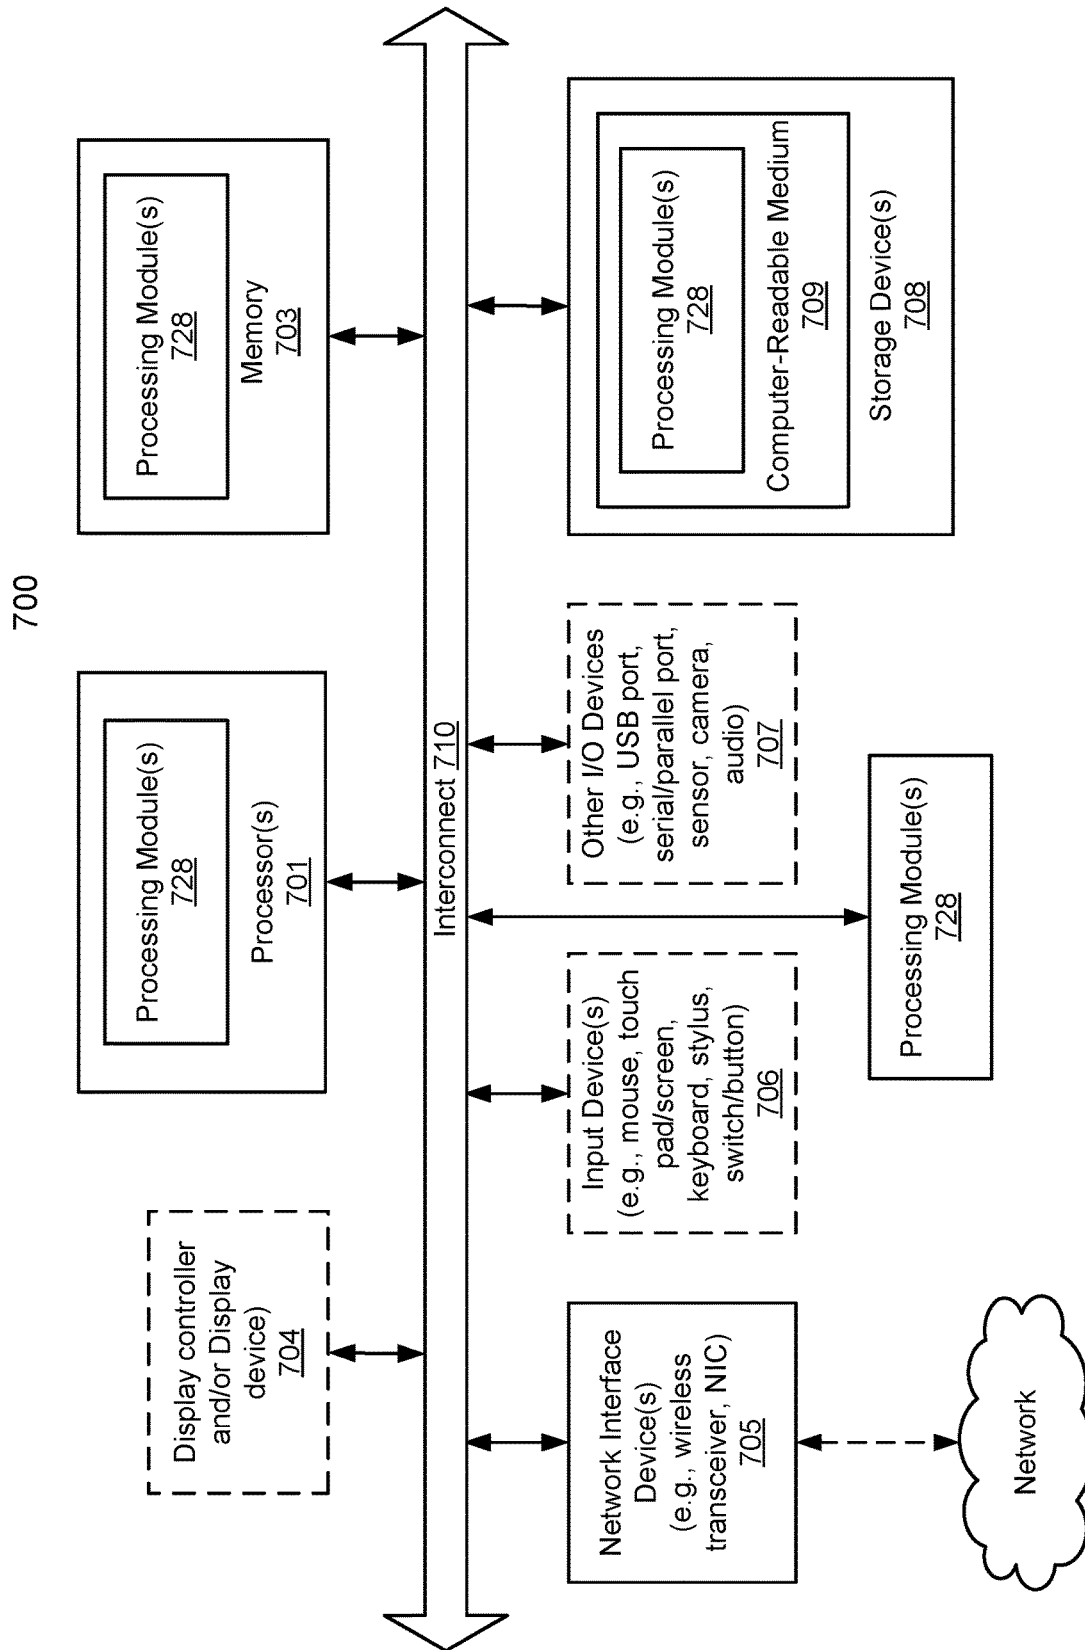 700
Processing Module(s)
728
Memory
703
Processing Module(s)
728
Processor(s)
701
Display controller
and/or Display
device)
704
Interconnect 710
Processing Module(s)
728
Computer-Readable Medium
709
Storage Device(s)
708
Other I/O Devices
(e.g., USB port,
serial/parallel port,
sensor, camera,
audio)
707
Input Device(s)
(e.g., mouse, touch
pad/screen,
keyboard, stylus,
switch/button)
706
Network Interface
Device(s)
(e.g., wireless
transceiver, NIC)
705
Processing Module(s)
728
Network